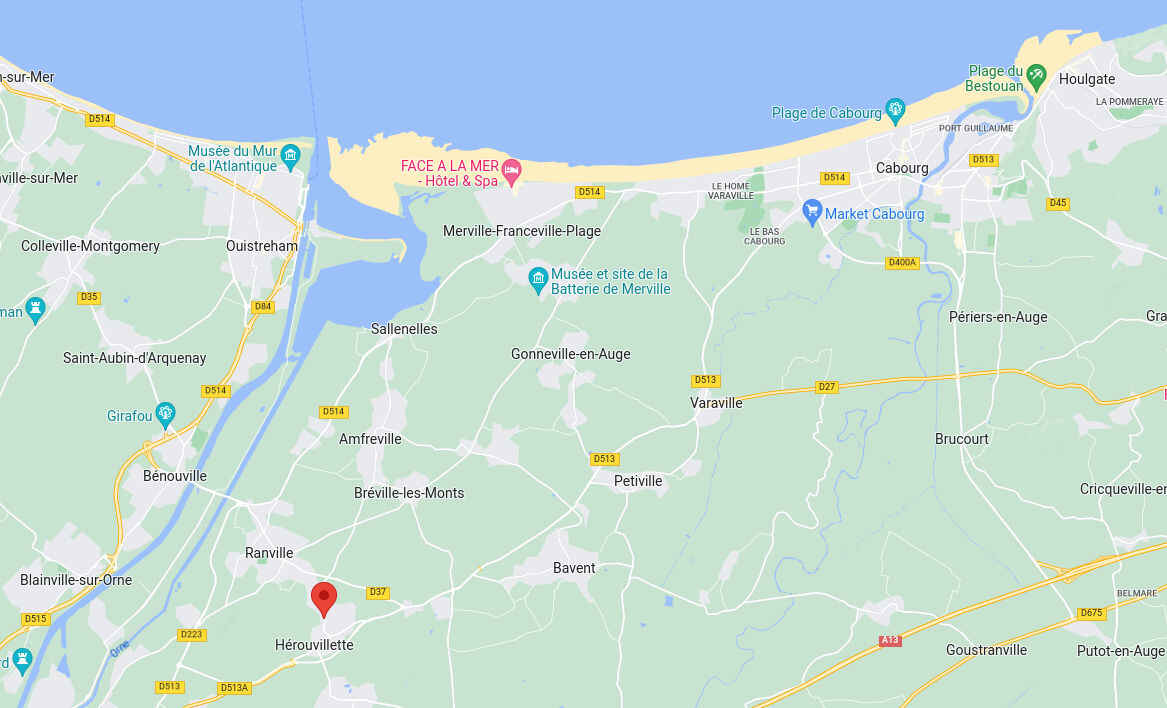 n-sur-Mer
Plage du
Bestouan
Houlgate
LA POMMERAYE
D514
Plage de Cabourg
PORT GUILLAUME
Musée du Mur
de l'Atlantique
FACE A LA MER
- Hôtel & Spa
D513
Cabourg
ville-sur-Mer
D514
D514
LE HOME
VARAVILLE
D45
Market Cabourg
Colleville-Montgomery
Ouistreham
Merville-Franceville-Plage
LE BAS
CABOURG
D400A
Musée et site de la
Batterie de Merville
D35
D84
man
Sallenelles
Périers-en-Auge
Gra
Saint-Aubin-d'Arquenay
Gonneville-en-Auge
D514
D513
D27
Varaville
Girafou
D514
Amfreville
Brucourt
D513
Bénouville
Petiville
Bréville-les-Monts
Cricqueville-en
Ranville
Bavent
Blainville-sur-Orne
D37
BELMARE
D515
D675
D223
A13
Orne
Hérouvillette
Goustranville
Putot-en-Auge
rd
D513
D513A